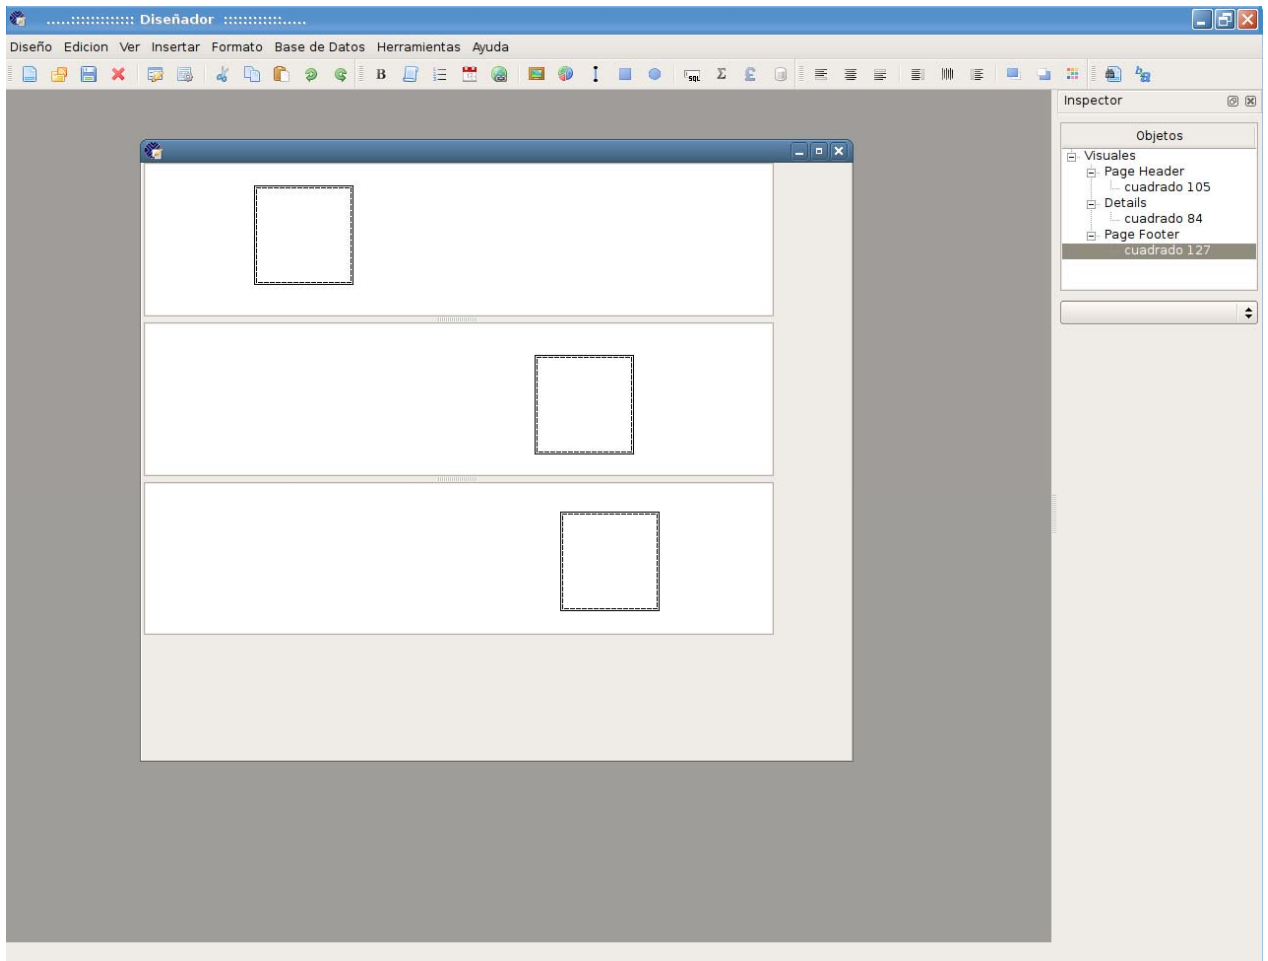 .....:::::::::::: Diseñador ::::::::::::.....
Diseño Edicion Ver Insertar Formato Base de Datos Herramientas Ayuda
B SQL Σ £
Inspector
Objetos
Visuales
Page Header
cuadrado 105
Details
cuadrado 84
Page Footer
cuadrado 127